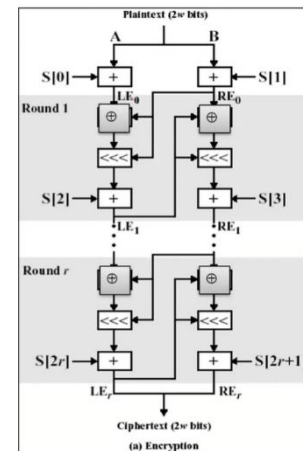 Plaintext (2w bits)
A B
S[0] + + S[1]
LE0 RE0
Round 1
⊕ ⊕
<<< <<<
S[2] + + S[3]
LE1 RE1
Round r
⊕ ⊕
<<< <<<
S[2r] + + S[2r+1]
LEr REr
Ciphertext (2w bits)
(a) Encryption